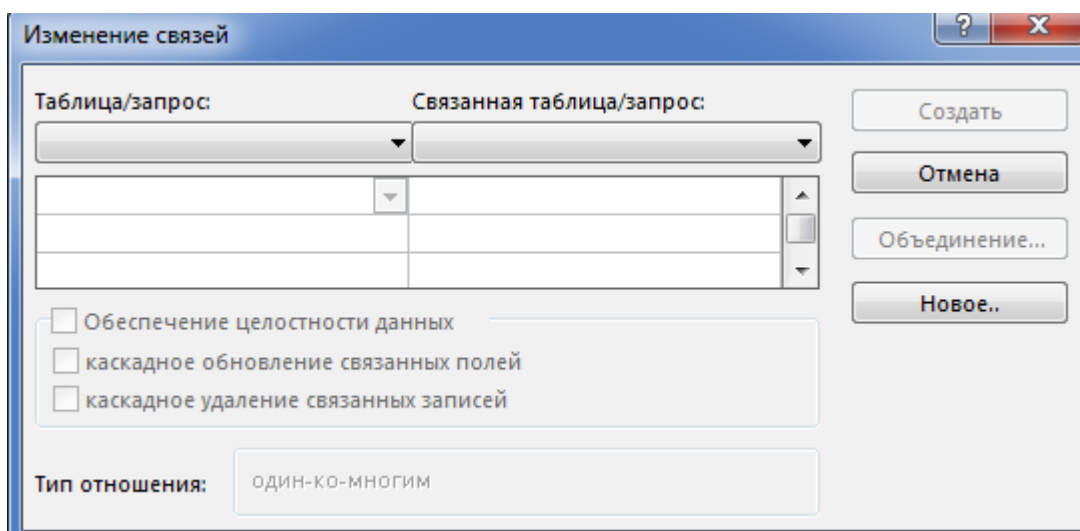 Изменение связей
?
Таблица/запрос: Связанная таблица/запрос:
Создать
Отмена
Объединение...
Новое..
Обеспечение целостности данных
каскадное обновление связанных полей
каскадное удаление связанных записей
Тип отношения: один-ко-многим